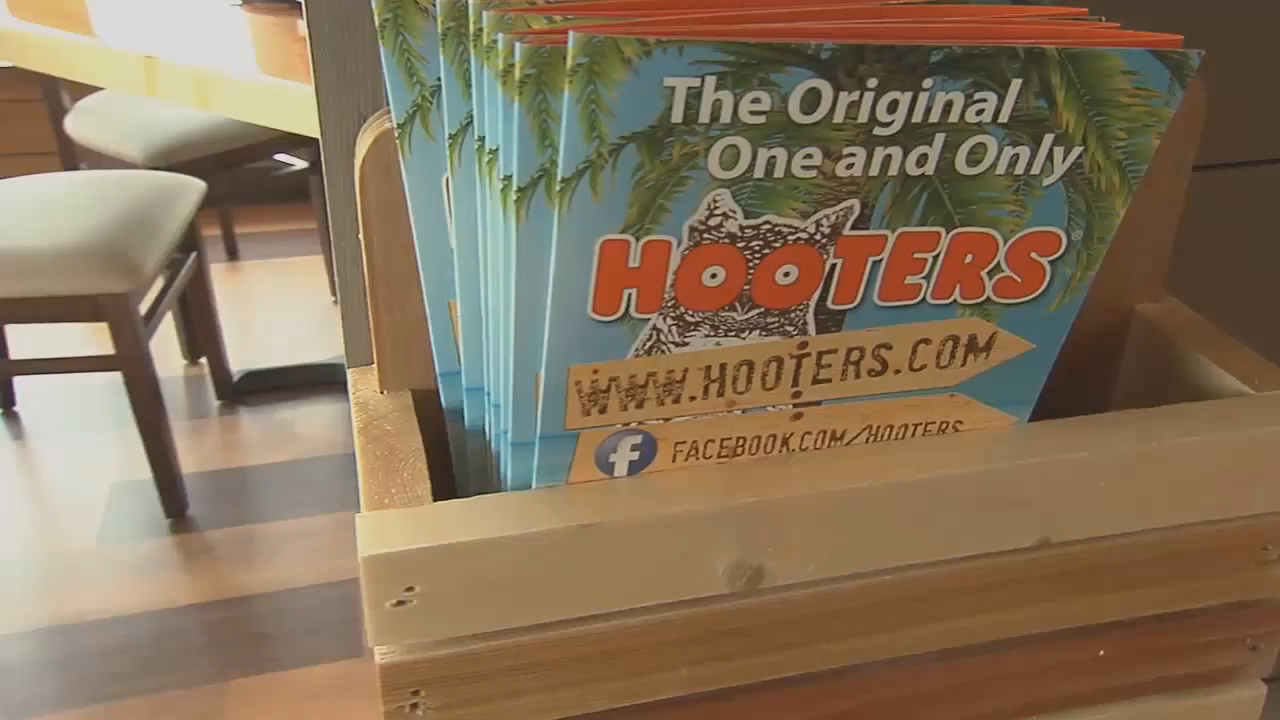 The Original
One and Only
HOOTERS
WWW.HOOTERS.COM
f FACEBOOK.COM/HOOTERS